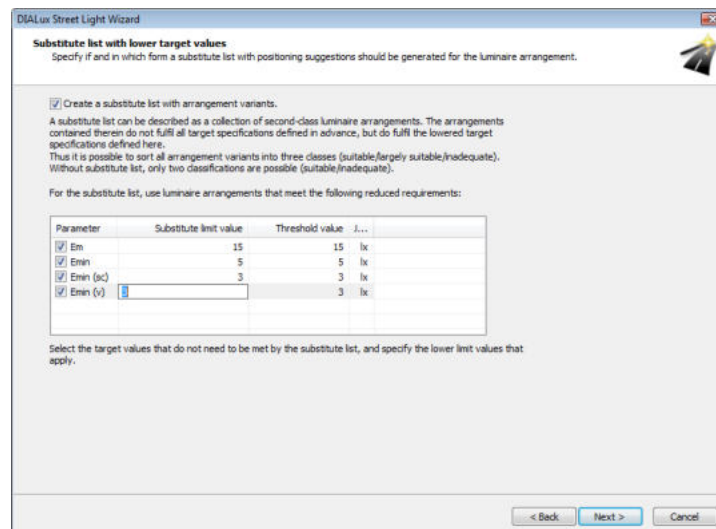 DIALux Street Light Wizard
Substitute list with lower target values
Specify if and in which form a substitute list with positioning suggestions should be generated for the luminaire arrangement.
Create a substitute list with arrangement variants.
A substitute list can be described as a collection of second-class luminaire arrangements. The arrangements
contained therein do not fulfil all target specifications defined in advance, but do fulfil the lowered target
specifications defined here.
Thus it is possible to sort all arrangement variants into three classes (suitable/largely suitable/inadequate).
Without substitute list, only two classifications are possible (suitable/inadequate).
For the substitute list, use luminaire arrangements that meet the following reduced requirements:
Parameter Substitute limit value Threshold value /...
Em 15 15 lx
Emin 5 5 lx
Emin (sc) 3 3 lx
Emin (v) 3 3 lx
Select the target values that do not need to be met by the substitute list, and specify the lower limit values that
apply.
< Back Next > Cancel